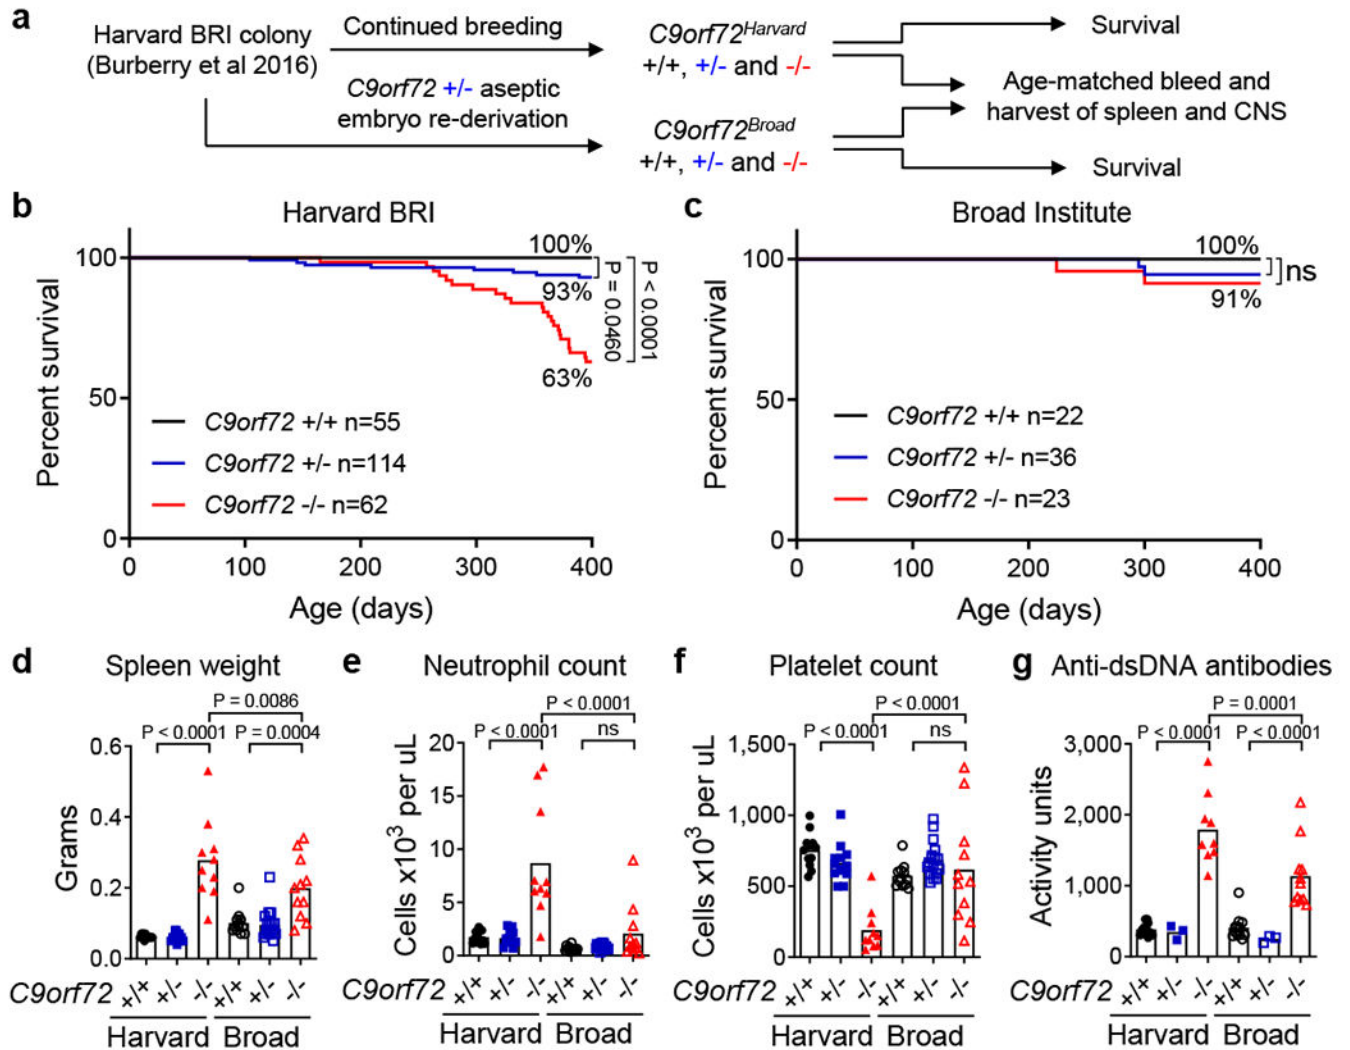 a
Harvard BRI colony
(Burberry et al 2016)
Continued breeding
C9orf72 +/- aseptic
embryo re-derivation
C9orf72Harvard
+/+, +/- and -/-
C9orf72Broad
+/+, +/- and -/-
Survival
Age-matched bleed and
harvest of spleen and CNS
Survival
b
Harvard BRI
Percent survival
100
50
0
0 100 200 300 400
Age (days)
100%
93%
63%
P = 0.0460
P < 0.0001
C9orf72 +/+ n=55
C9orf72 +/- n=114
C9orf72 -/- n=62
c
Broad Institute
Percent survival
100
50
0
0 100 200 300 400
Age (days)
100%
91%
ns
C9orf72 +/+ n=22
C9orf72 +/- n=36
C9orf72 -/- n=23
d
Spleen weight
P = 0.0086
P < 0.0001 P = 0.0004
Grams
0.6
0.4
0.2
0.0
C9orf72 +/+ +/- -/- +/+ +/- -/-
Harvard Broad
e
Neutrophil count
P < 0.0001
P < 0.0001 ns
Cells x10³ per uL
20
15
10
5
0
C9orf72 +/+ +/- -/- +/+ +/- -/-
Harvard Broad
f
Platelet count
P < 0.0001
P < 0.0001 ns
Cells x10³ per uL
1,500
1,000
500
0
C9orf72 +/+ +/- -/- +/+ +/- -/-
Harvard Broad
g
Anti-dsDNA antibodies
P = 0.0001
P < 0.0001 P < 0.0001
Activity units
3,000
2,000
1,000
0
C9orf72 +/+ +/- -/- +/+ +/- -/-
Harvard Broad